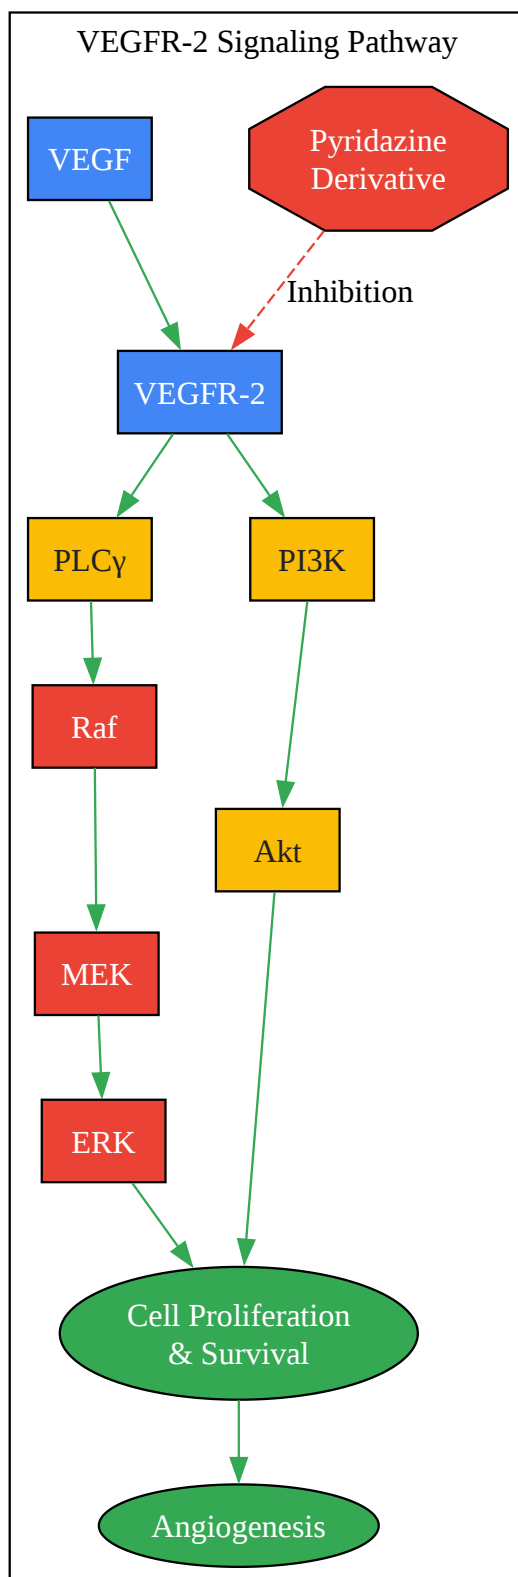 VEGFR-2 Signaling Pathway
VEGF
Pyridazine
Derivative
Inhibition
VEGFR-2
PLCγ
PI3K
Raf
Akt
MEK
ERK
Cell Proliferation
& Survival
Angiogenesis